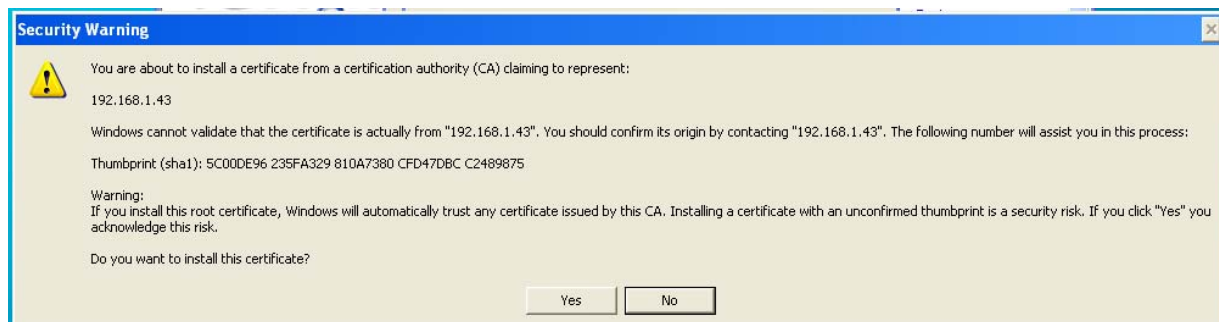 Security Warning
You are about to install a certificate from a certification authority (CA) claiming to represent:
192.168.1.43
Windows cannot validate that the certificate is actually from "192.168.1.43". You should confirm its origin by contacting "192.168.1.43". The following number will assist you in this process:
Thumbprint (sha1): 5C00DE96 235FA329 810A7380 CFD47DBC C2489875
Warning:
If you install this root certificate, Windows will automatically trust any certificate issued by this CA. Installing a certificate with an unconfirmed thumbprint is a security risk. If you click "Yes" you
acknowledge this risk.
Do you want to install this certificate?
Yes No